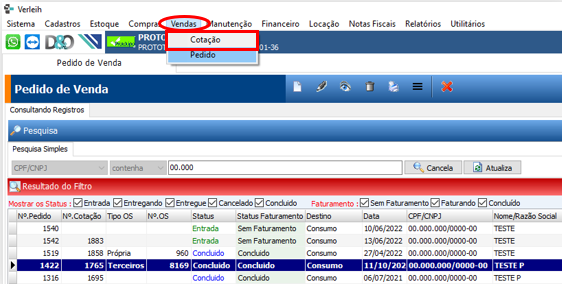 Verleih
Sistema Cadastros Estoque Compras Vendas Manutenção Financeiro Locação Notas Fiscais Relatórios Utilitários
Cotação
Pedido
D&O PROTO
PROTOT 01-36
Pedido de Venda
Pedido de Venda
Consultando Registros
Pesquisa
Pesquisa Simples
CPF/CNPJ contenha 00.000 Cancela Atualiza
Resultado do Filtro
Mostrar os Status : Entrada Entregando Entregue Cancelado Concluido Faturamento : Sem Faturamento Faturando Concluído
Nº.Pedido Nº.Cotação Tipo OS Nº.OS Status Status Faturamento Destino Data CPF/CNPJ Nome/Razão Social
1540 Entrada Sem Faturamento Consumo 10/06/2022 00.000.000/0000-00 TESTE
1542 1883 Entrada Sem Faturamento Consumo 13/06/2022 00.000.000/0000-00 TESTE
1519 1858 Própria 960 Concluido Concluido Consumo 27/04/2022 00.000.000/0000-00 TESTE
1422 1765 Terceiros 8169 Concluido Concluido Consumo 11/10/202 00.000.000/0000-00 TESTE P
1316 1695 Concluido Concluido Consumo 06/07/2021 00.000.000/0000-00 TESTE P